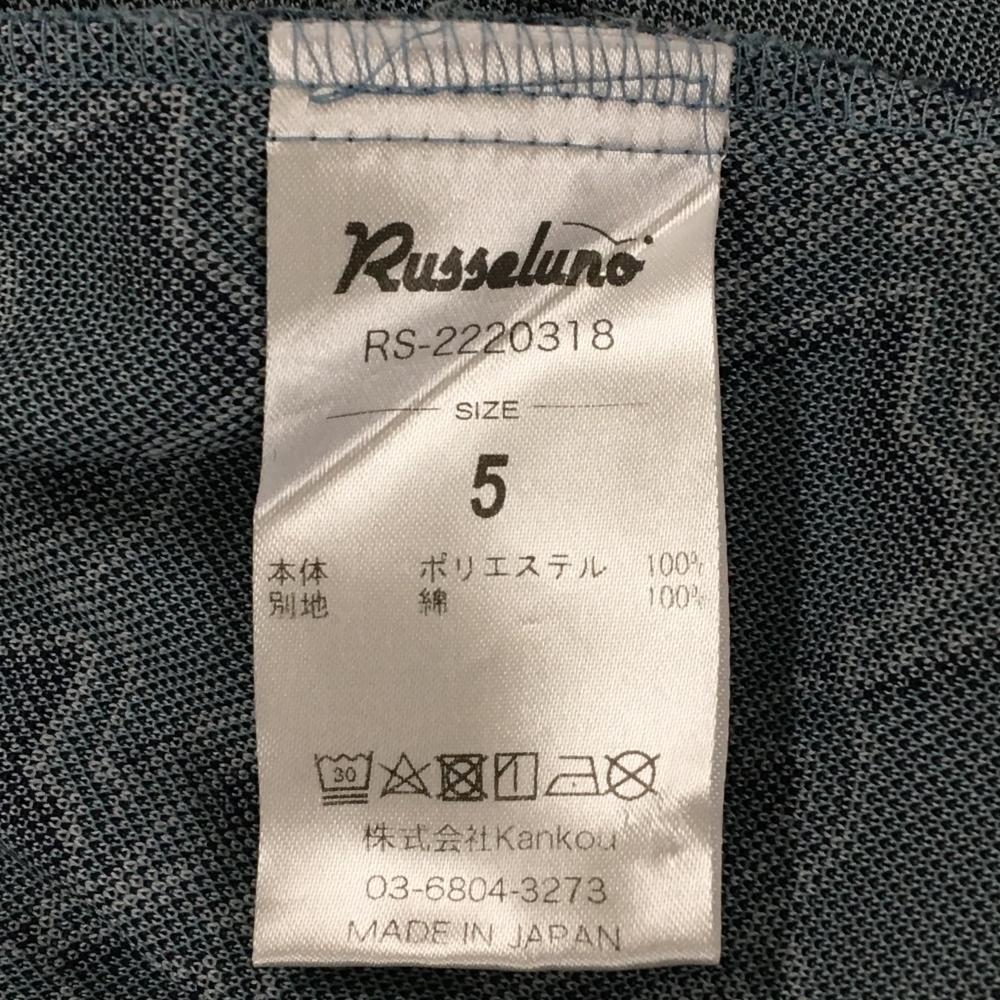 Russeluno
RS-2220318
SIZE
5
本体 ポリエステル 100%
別地 綿 100%
30
株式会社Kankou
03-6804-3273
MADE IN JAPAN